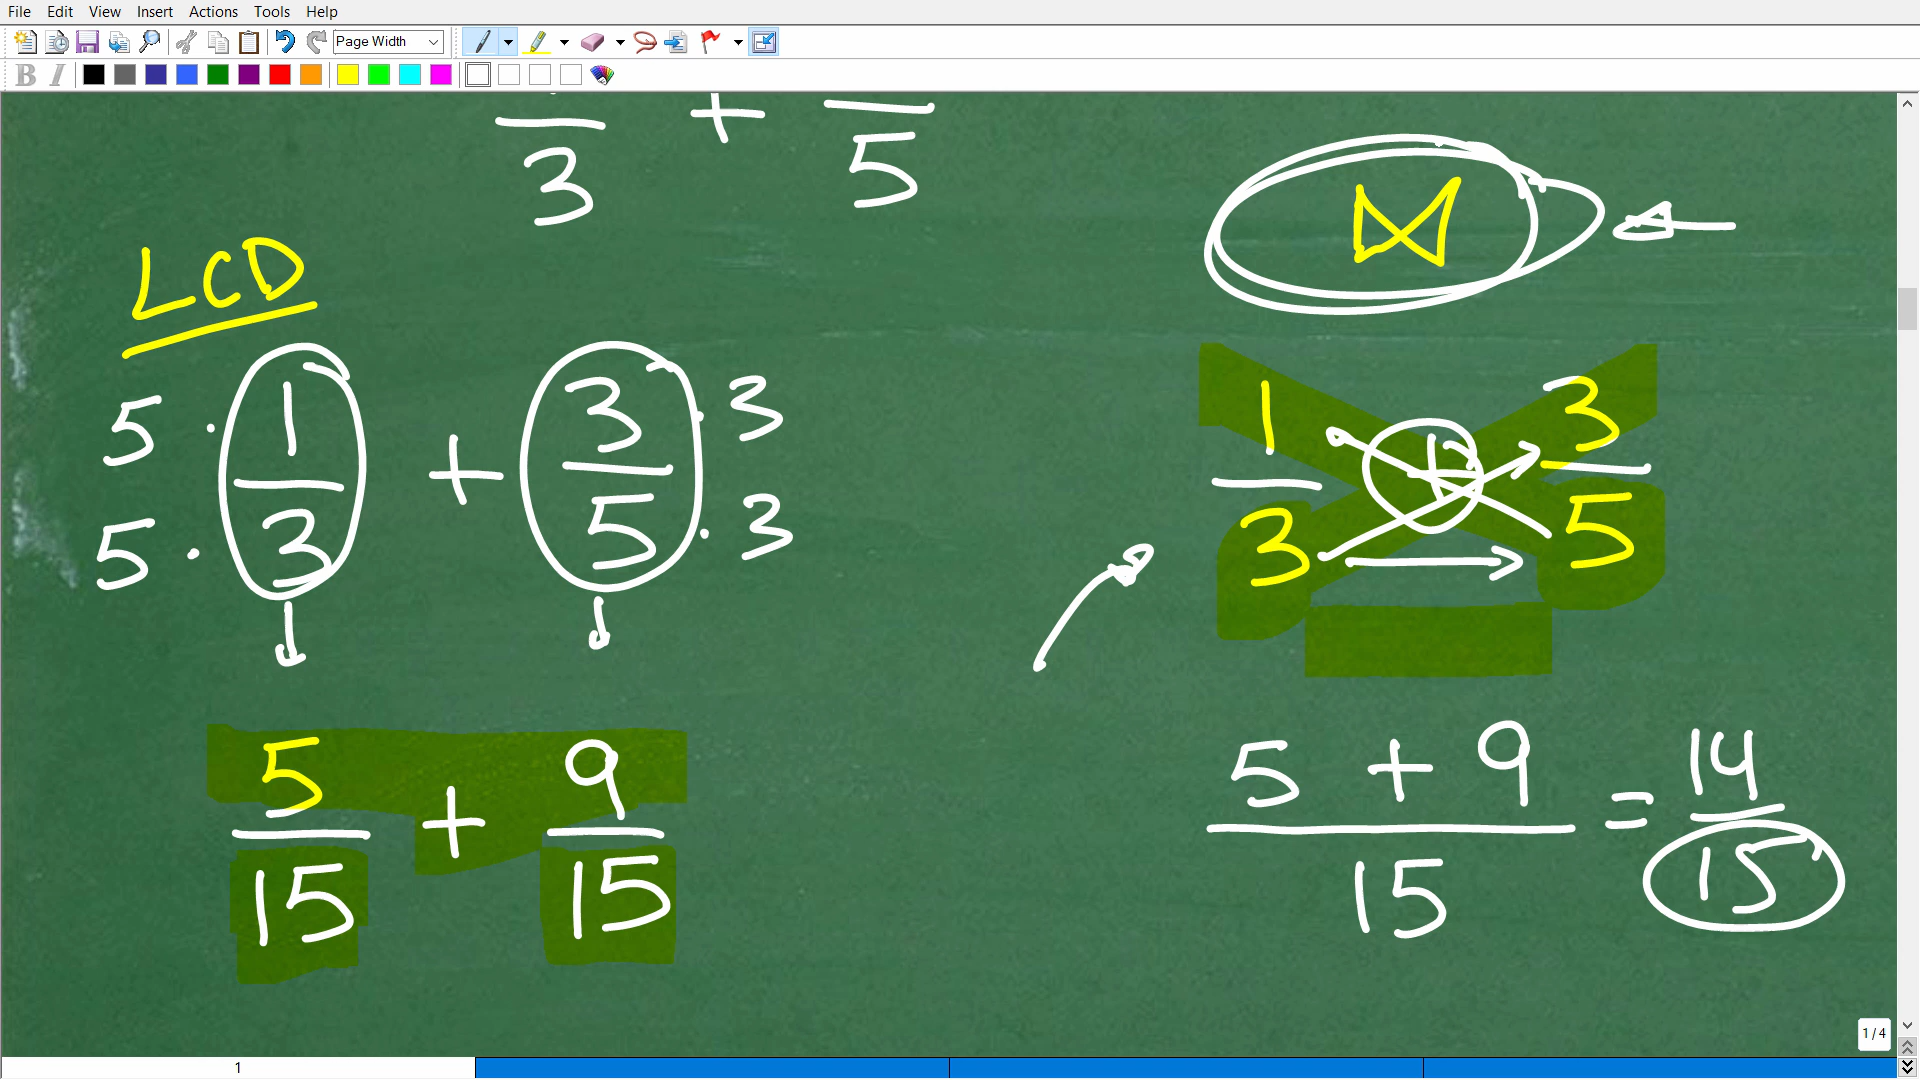 File Edit View Insert Actions Tools Help
Page Width
B I
3 + 5
LCD
5 · 1 + 3 · 3
5 · 3 5 · 3
1 + 3
3 5
5 + 9
15 15
5 + 9 = 14
15 15
1 / 4
1